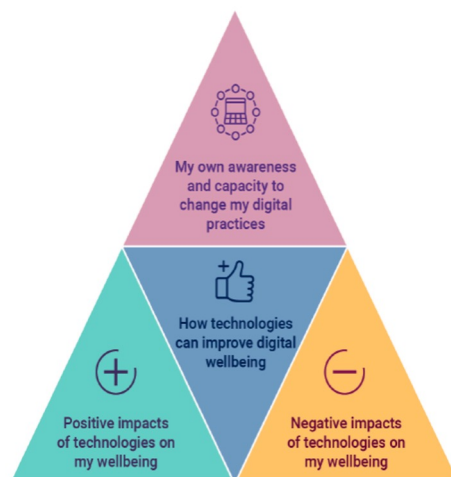 My own awareness
and capacity to
change my digital
practices
How technologies
can improve digital
wellbeing
Positive impacts
of technologies on
my wellbeing
Negative impacts
of technologies on
my wellbeing